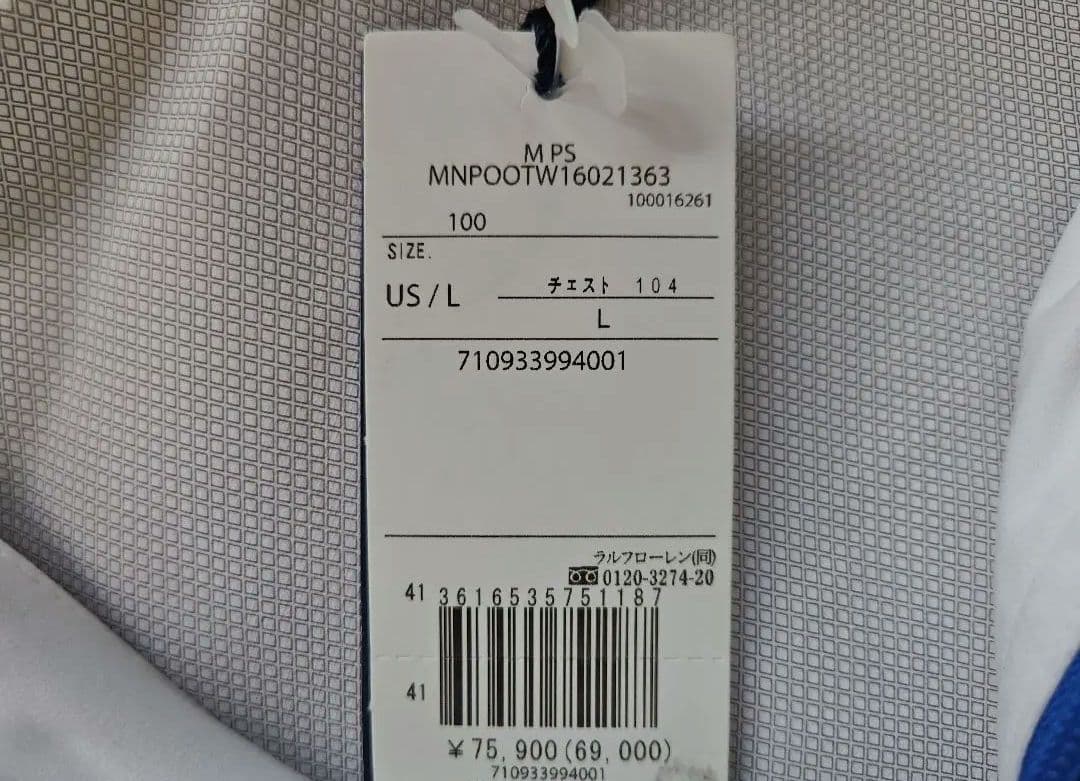 M PS
MNPOOTW16021363
100016261
100
SIZE.
US / L
チェスト 104
L
710933994001
ラルフローレン(同)
0120-3274-20
41 3616535751187
41
¥75,900(69,000)
710933994001